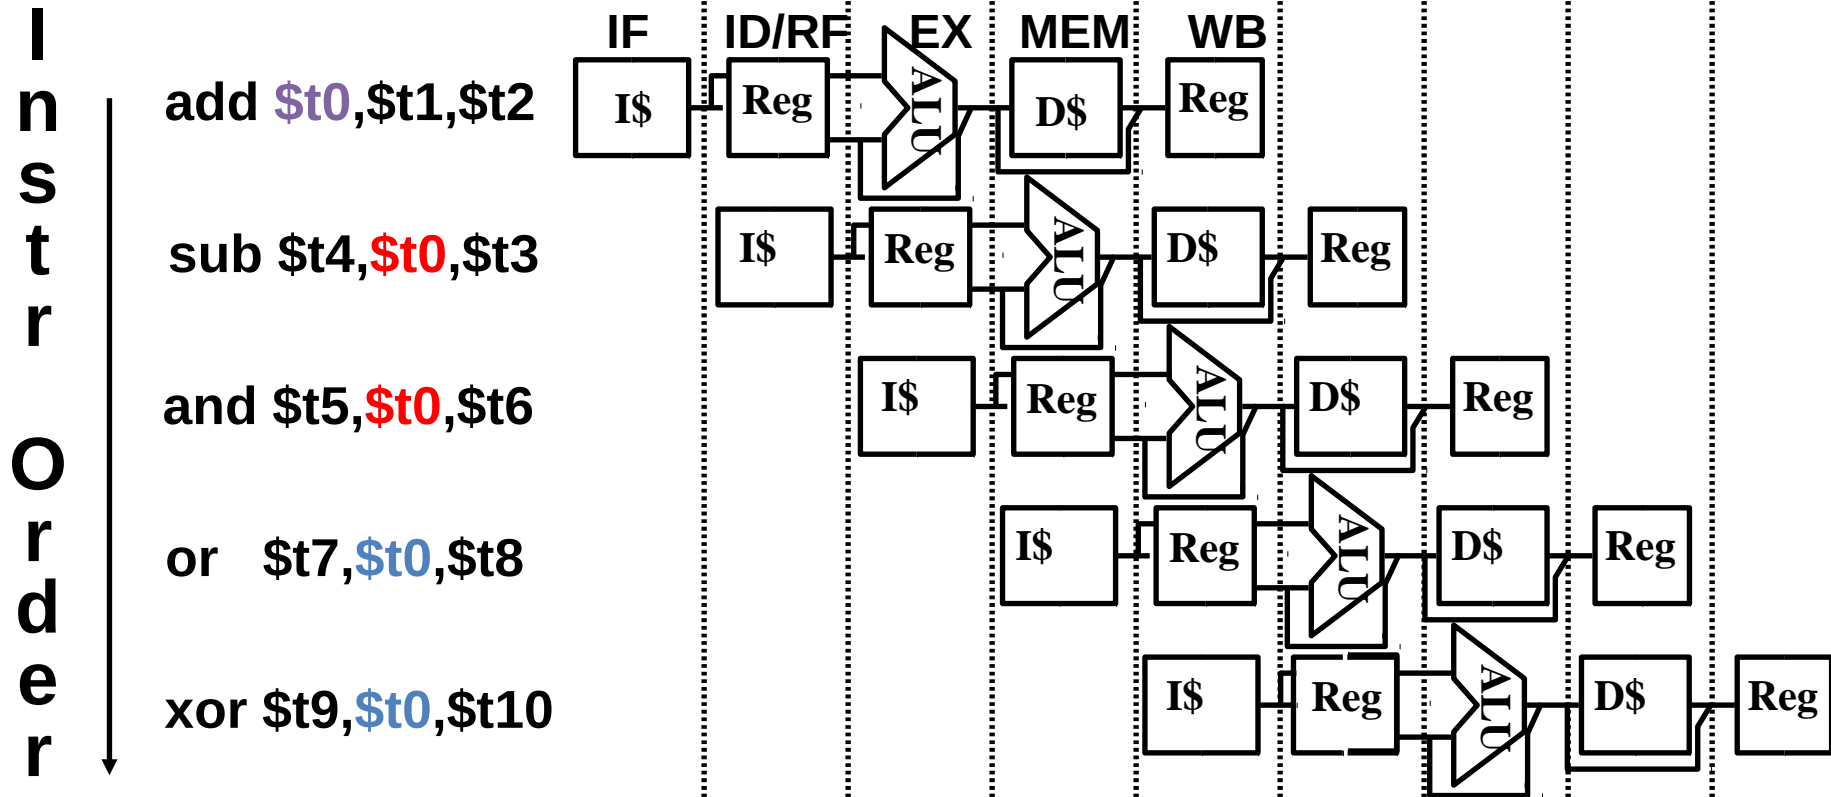 Instr Order
IF ID/RF EX MEM WB
add $t0,$t1,$t2 I$ Reg ALU D$ Reg
sub $t4,$t0,$t3 I$ Reg ALU D$ Reg
and $t5,$t0,$t6 I$ Reg ALU D$ Reg
or $t7,$t0,$t8 I$ Reg ALU D$ Reg
xor $t9,$t0,$t10 I$ Reg ALU D$ Reg